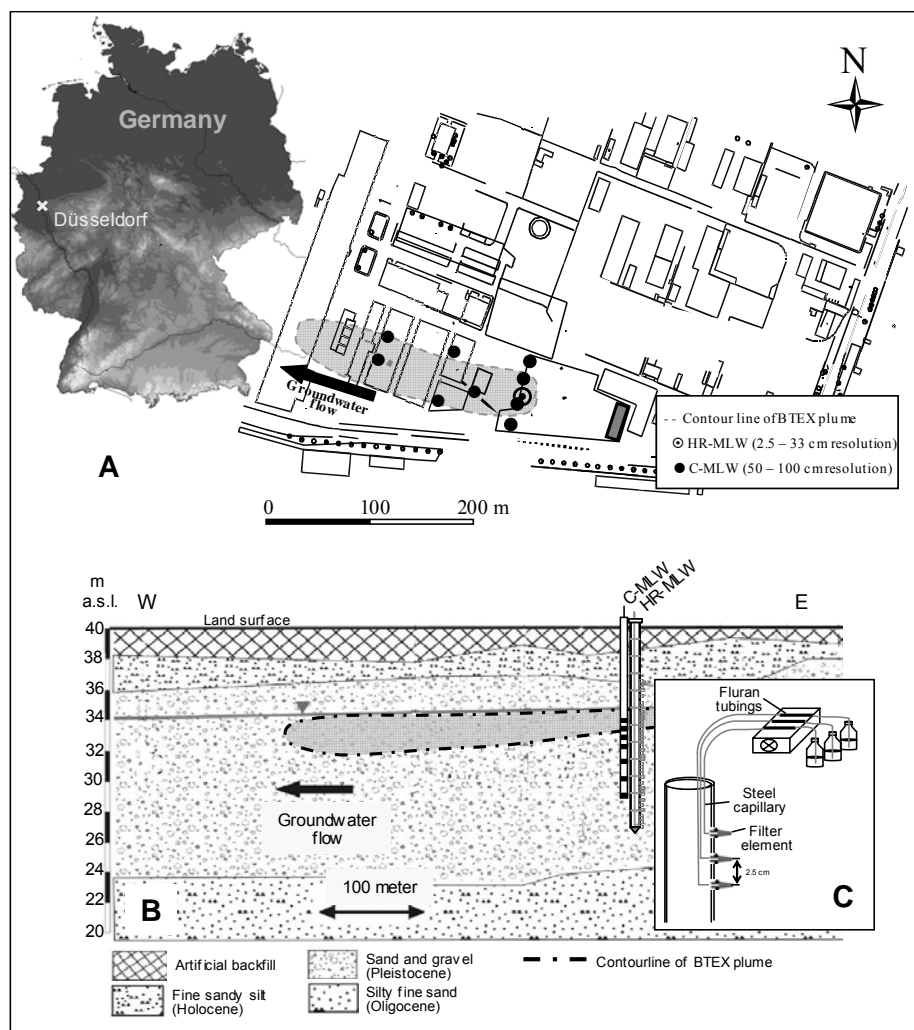 Germany
Düsseldorf
N
Groundwater
flow
A
-- Contour line of BTEX plume
HR-MLW (2.5 – 33 cm resolution)
C-MLW (50 – 100 cm resolution)
0 100 200 m
m
a.s.l.
W
Land surface
C-MLW
HR-MLW
E
40
38
36
34
32
30
28
26
24
22
20
Groundwater
flow
100 meter
B
Fluran
tubings
Steel
capillary
Filter
element
2.5 cm
C
Artificial backfill
Fine sandy silt
(Holocene)
Sand and gravel
(Pleistocene)
Silty fine sand
(Oligocene)
Contourline of BTEX plume